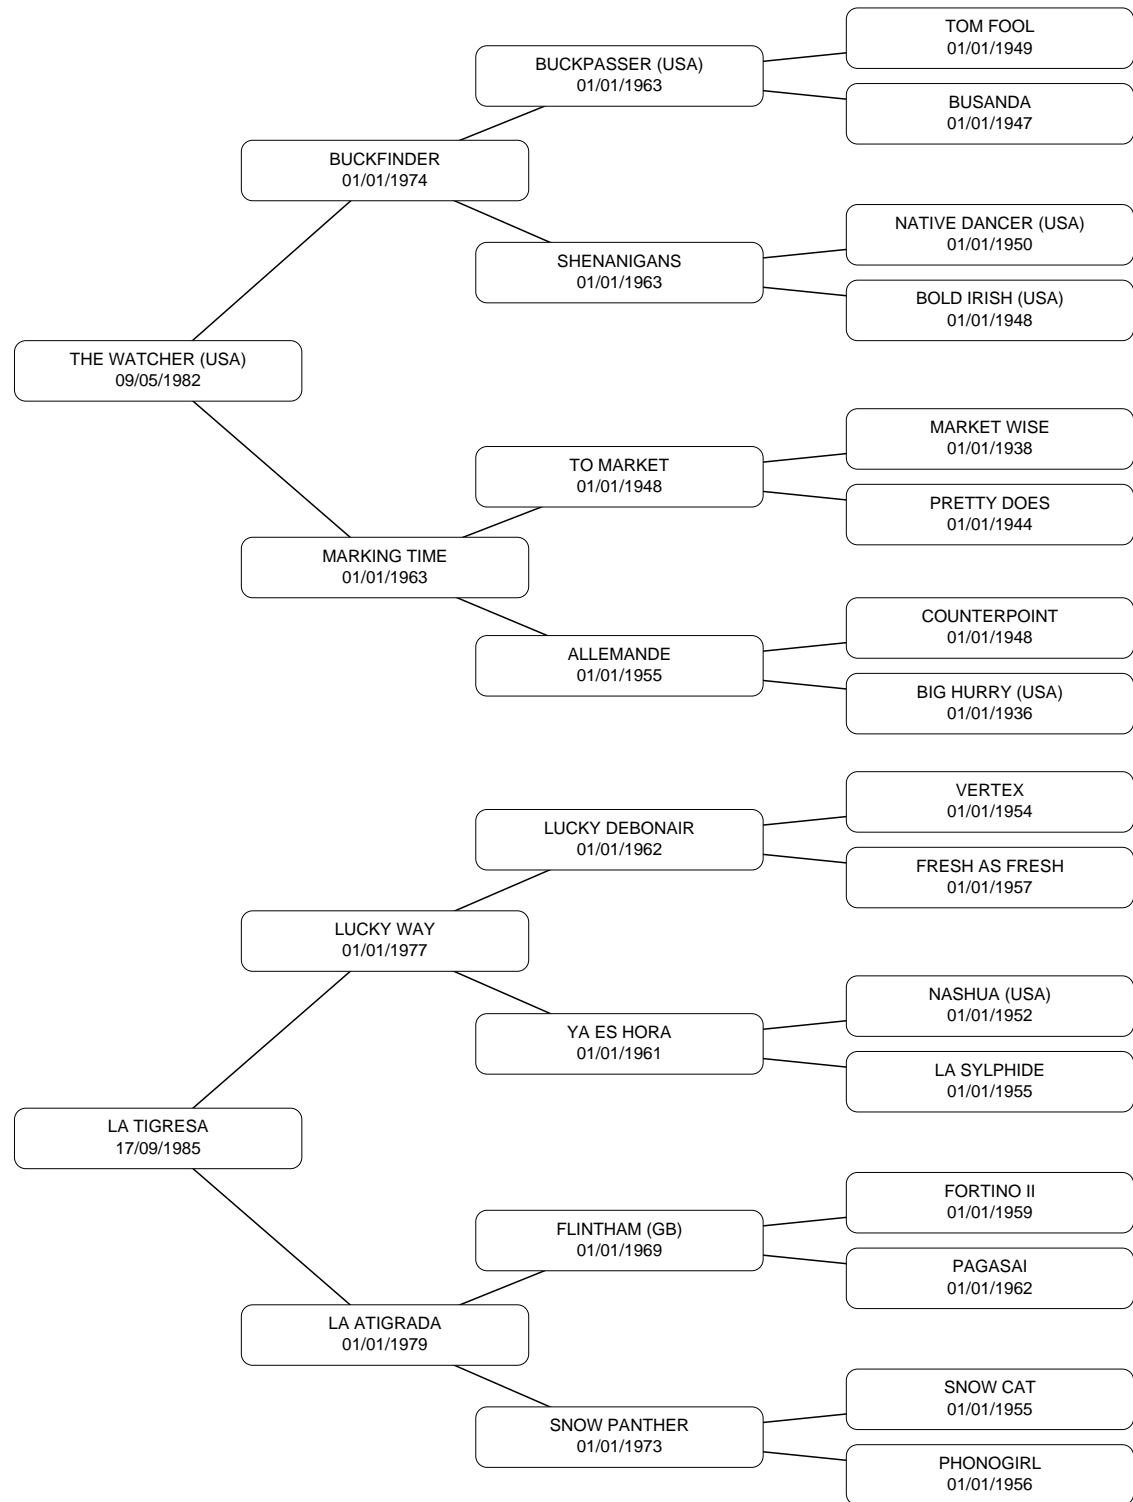 TOM FOOL
01/01/1949
BUCKPASSER (USA)
01/01/1963
BUSANDA
01/01/1947
BUCKFINDER
01/01/1974
NATIVE DANCER (USA)
01/01/1950
SHENANIGANS
01/01/1963
BOLD IRISH (USA)
01/01/1948
THE WATCHER (USA)
09/05/1982
MARKET WISE
01/01/1938
TO MARKET
01/01/1948
PRETTY DOES
01/01/1944
MARKING TIME
01/01/1963
COUNTERPOINT
01/01/1948
ALLEMANDE
01/01/1955
BIG HURRY (USA)
01/01/1936
VERTEX
01/01/1954
LUCKY DEBONAIR
01/01/1962
FRESH AS FRESH
01/01/1957
LUCKY WAY
01/01/1977
NASHUA (USA)
01/01/1952
YA ES HORA
01/01/1961
LA SYLPHIDE
01/01/1955
LA TIGRESA
17/09/1985
FORTINO II
01/01/1959
FLINTHAM (GB)
01/01/1969
PAGASAI
01/01/1962
LA ATIGRADA
01/01/1979
SNOW CAT
01/01/1955
SNOW PANTHER
01/01/1973
PHONOGIRL
01/01/1956